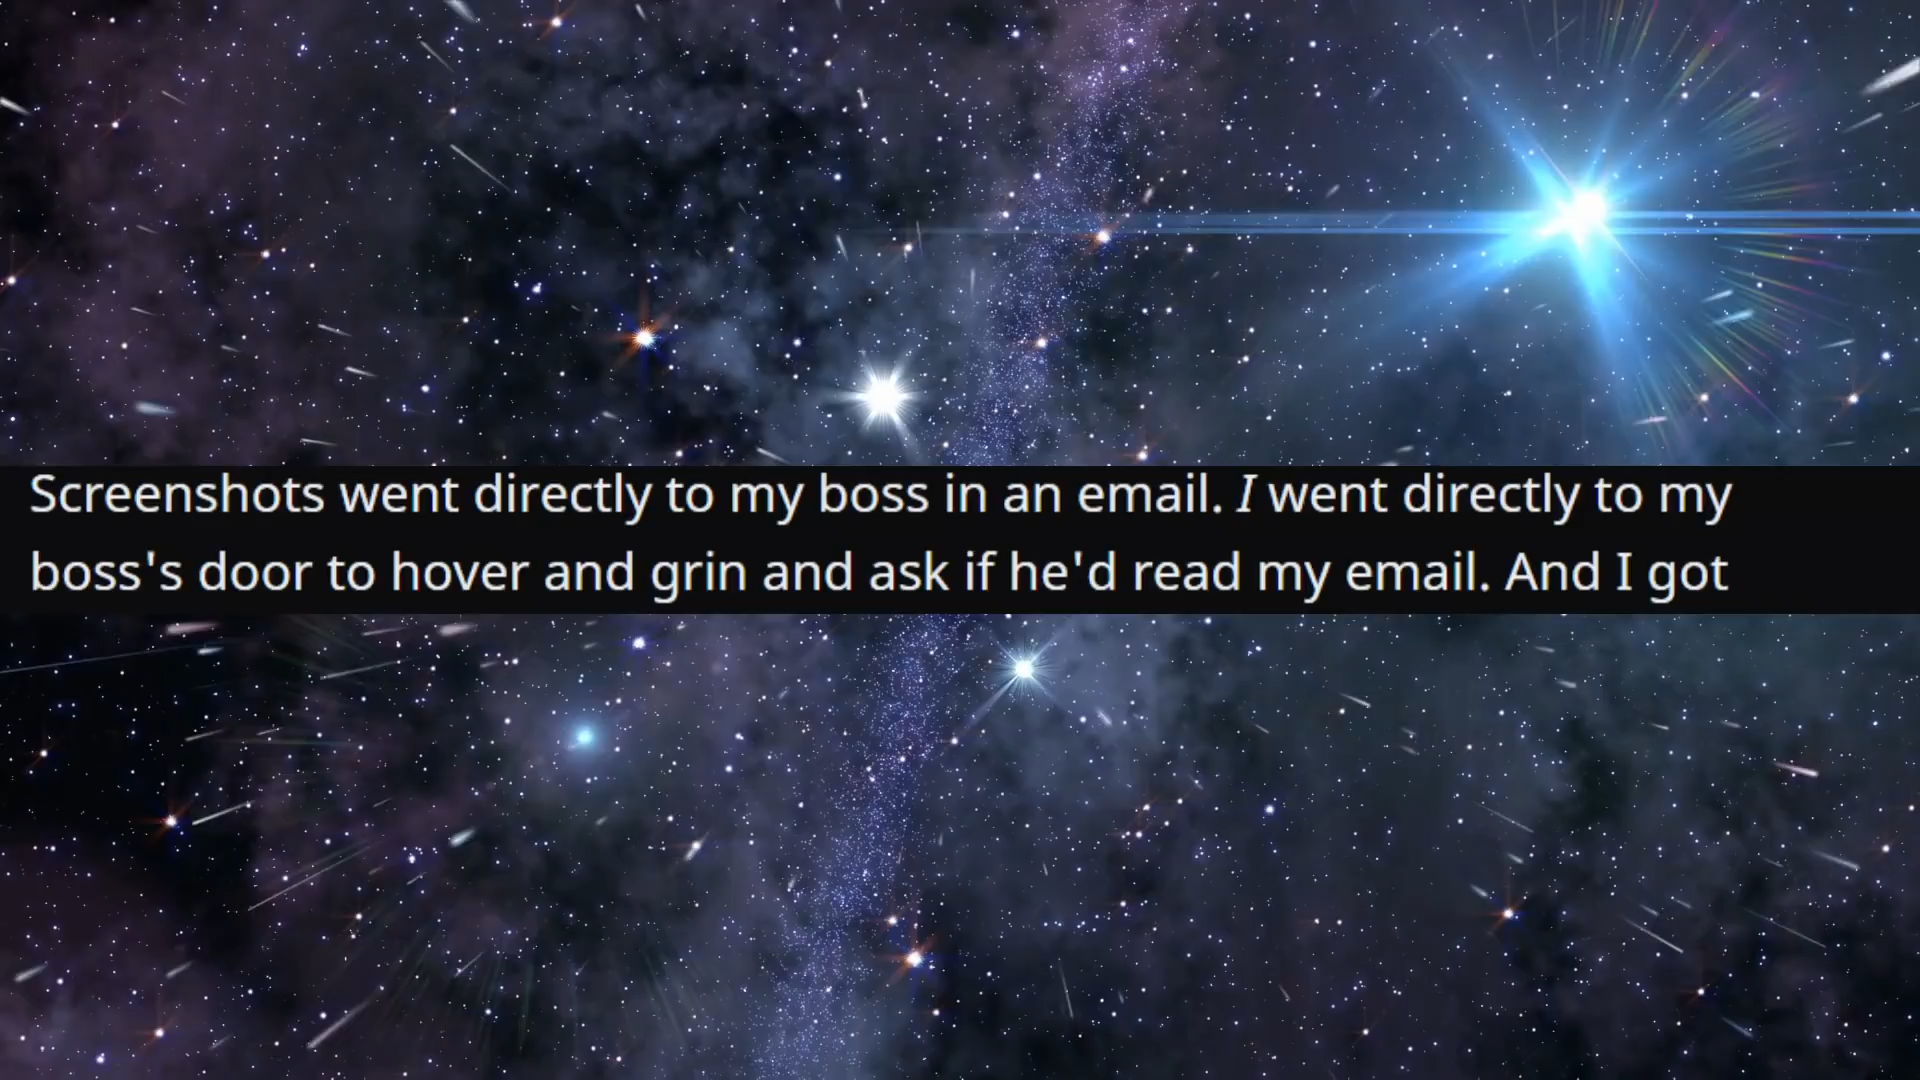 Screenshots went directly to my boss in an email. I went directly to my
boss's door to hover and grin and ask if he'd read my email. And I got